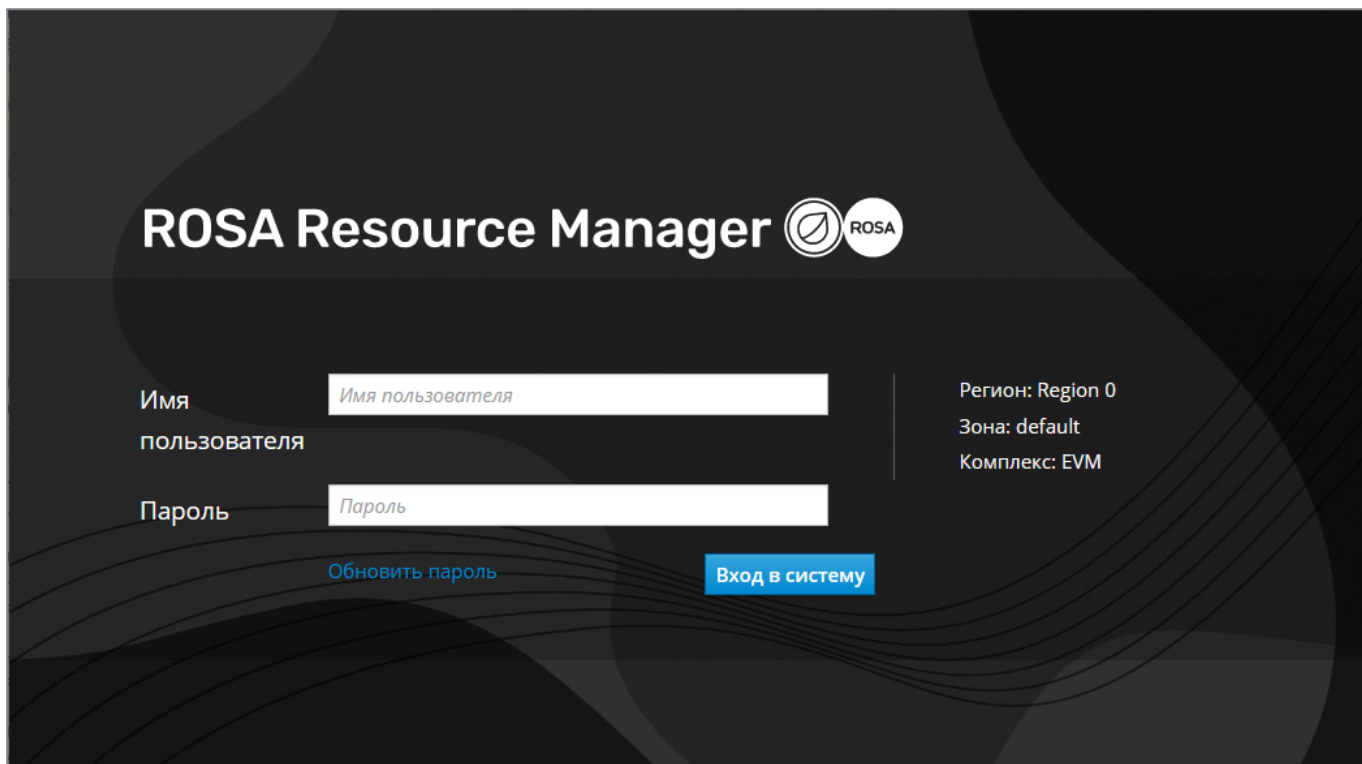 ROSA Resource Manager ROSA
Имя пользователя
Имя пользователя
Пароль
Пароль
Обновить пароль
Вход в систему
Регион: Region 0
Зона: default
Комплекс: EVM